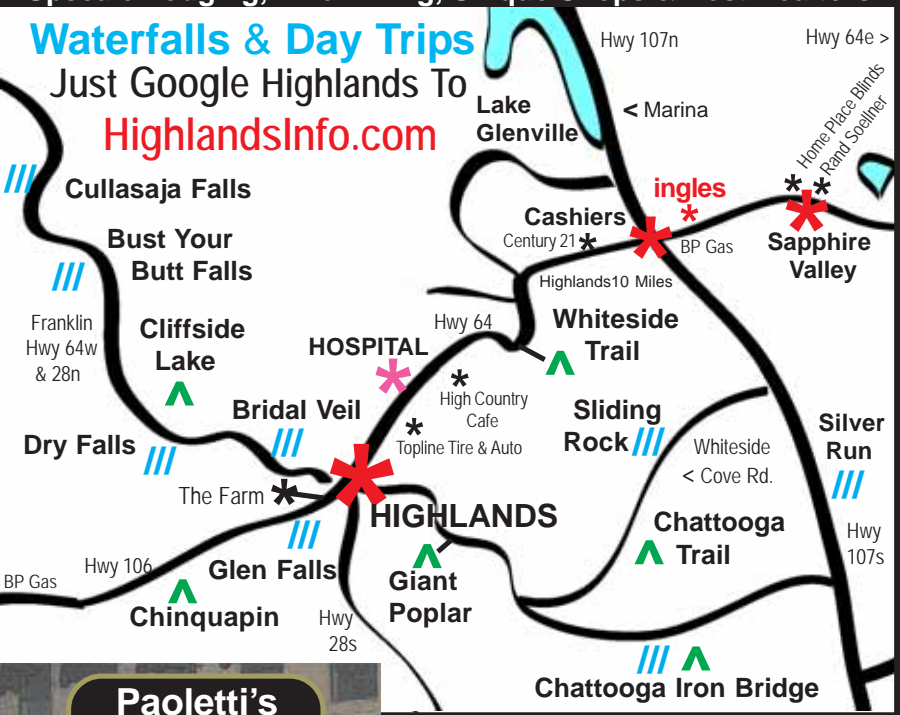 Waterfalls & Day Trips
Just Google Highlands To
HighlandsInfo.com
Hwy 107n
Hwy 64e >
Lake
Glenville
< Marina
Home Place Blinds
Rand Soellner
Cullasaja Falls
ingles
Cashiers
Century 21
BP Gas
Sapphire
Valley
Bust Your
Butt Falls
Highlands10 Miles
Franklin
Hwy 64w
& 28n
Cliffside
Lake
Hwy 64
Whiteside
Trail
HOSPITAL
High Country
Cafe
Bridal Veil
Topline Tire & Auto
Sliding
Rock
Whiteside
< Cove Rd.
Silver
Run
Dry Falls
The Farm
HIGHLANDS
Chattooga
Trail
Hwy
107s
Glen Falls
Giant
Poplar
BP Gas
Hwy 106
Chinquapin
Hwy
28s
Chattooga Iron Bridge
Paoletti's